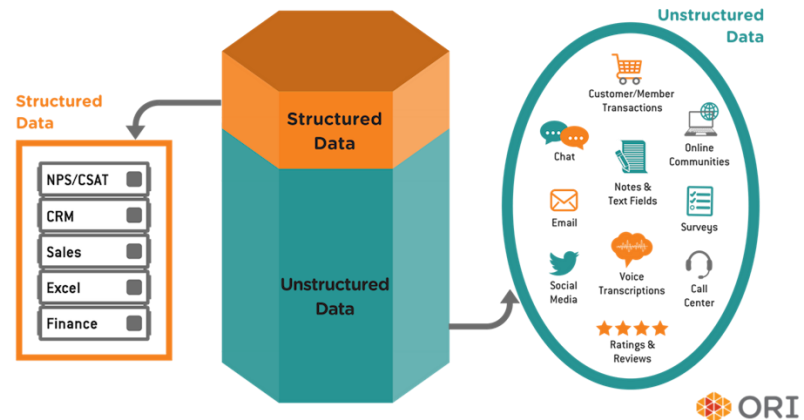 Structured
Data
NPS/CSAT
CRM
Sales
Excel
Finance
Structured
Data
Unstructured
Data
Unstructured
Data
Customer/Member
Transactions
Chat
Online
Communities
Notes &
Text Fields
Email
Surveys
Social
Media
Voice
Transcriptions
Call
Center
Ratings &
Reviews
ORI